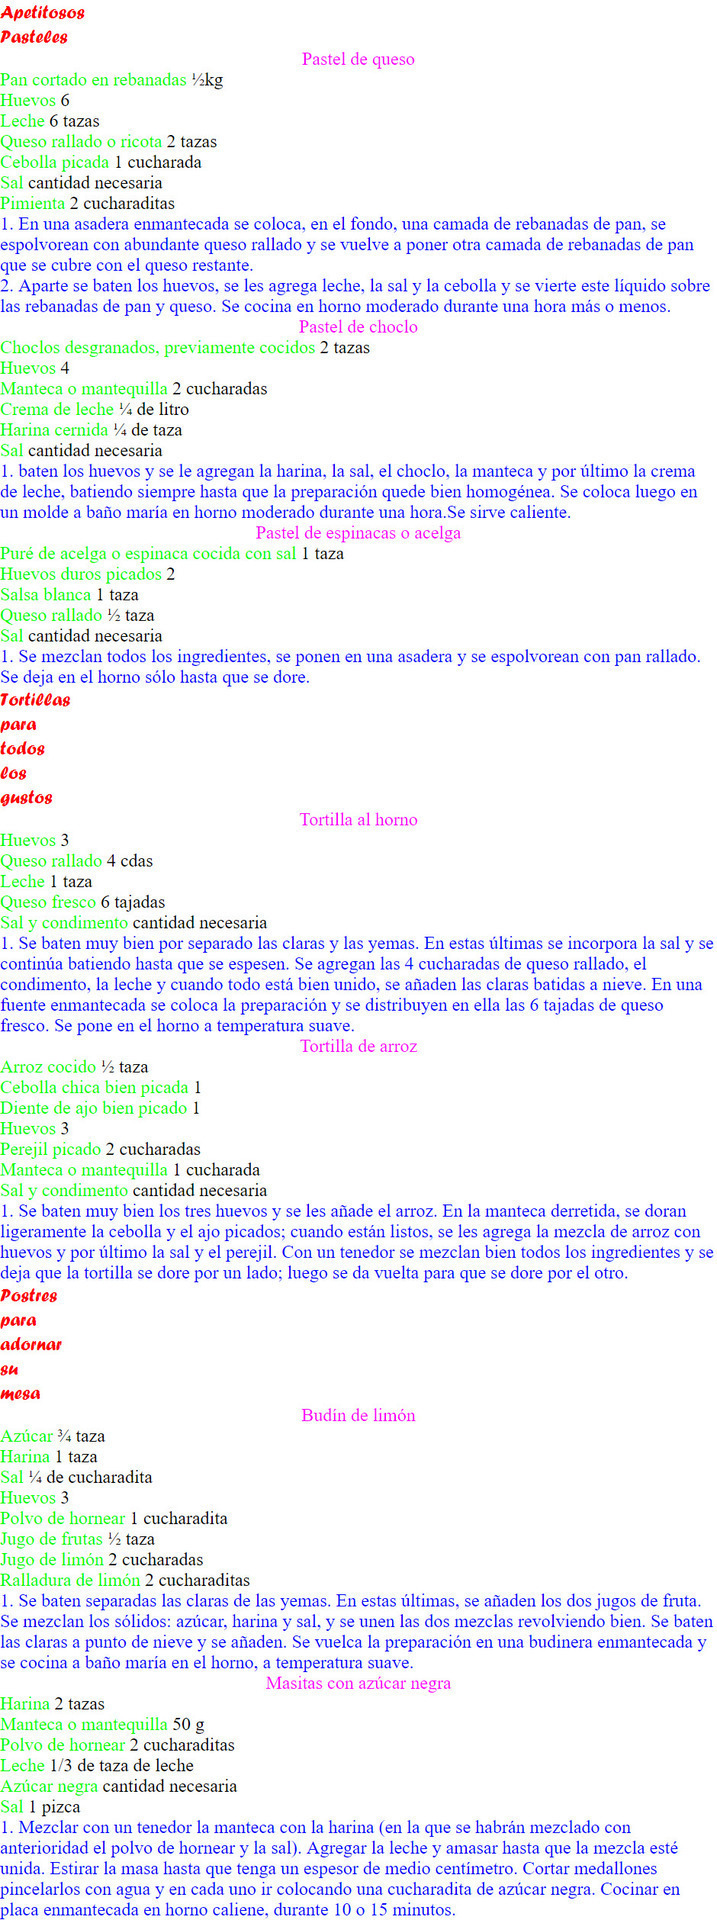 Apetitosos
Pasteles
Pastel de queso
Pan cortado en rebanadas ½kg
Huevos 6
Leche 6 tazas
Queso rallado o ricota 2 tazas
Cebolla picada 1 cucharada
Sal cantidad necesaria
Pimienta 2 cucharaditas
1. En una asadera enmantecada se coloca, en el fondo, una camada de rebanadas de pan, se
espolvorean con abundante queso rallado y se vuelve a poner otra camada de rebanadas de pan
que se cubre con el queso restante.
2. Aparte se baten los huevos, se les agrega leche, la sal y la cebolla y se vierte este líquido sobre
las rebanadas de pan y queso. Se cocina en horno moderado durante una hora más o menos.
Pastel de choclo
Choclos desgranados, previamente cocidos 2 tazas
Huevos 4
Manteca o mantequilla 2 cucharadas
Crema de leche ¼ de litro
Harina cernida ¼ de taza
Sal cantidad necesaria
1. baten los huevos y se le agregan la harina, la sal, el choclo, la manteca y por último la crema
de leche, batiendo siempre hasta que la preparación quede bien homogénea. Se coloca luego en
un molde a baño maría en horno moderado durante una hora.Se sirve caliente.
Pastel de espinacas o acelga
Puré de acelga o espinaca cocida con sal 1 taza
Huevos duros picados 2
Salsa blanca 1 taza
Queso rallado ½ taza
Sal cantidad necesaria
1. Se mezclan todos los ingredientes, se ponen en una asadera y se espolvorean con pan rallado.
Se deja en el horno sólo hasta que se dore.
Tortillas
para
todos
los
gustos
Tortilla al horno
Huevos 3
Queso rallado 4 cdas
Leche 1 taza
Queso fresco 6 tajadas
Sal y condimento cantidad necesaria
1. Se baten muy bien por separado las claras y las yemas. En estas últimas se incorpora la sal y se
continúa batiendo hasta que se espesen. Se agregan las 4 cucharadas de queso rallado, el
condimento, la leche y cuando todo está bien unido, se añaden las claras batidas a nieve. En una
fuente enmantecada se coloca la preparación y se distribuyen en ella las 6 tajadas de queso
fresco. Se pone en el horno a temperatura suave.
Tortilla de arroz
Arroz cocido ½ taza
Cebolla chica bien picada 1
Diente de ajo bien picado 1
Huevos 3
Perejil picado 2 cucharadas
Manteca o mantequilla 1 cucharada
Sal y condimento cantidad necesaria
1. Se baten muy bien los tres huevos y se les añade el arroz. En la manteca derretida, se doran
ligeramente la cebolla y el ajo picados; cuando están listos, se les agrega la mezcla de arroz con
huevos y por último la sal y el perejil. Con un tenedor se mezclan bien todos los ingredientes y se
deja que la tortilla se dore por un lado; luego se da vuelta para que se dore por el otro.
Postres
para
adornar
su
mesa
Budín de limón
Azúcar ¾ taza
Harina 1 taza
Sal ¼ de cucharadita
Huevos 3
Polvo de hornear 1 cucharadita
Jugo de frutas ½ taza
Jugo de limón 2 cucharadas
Ralladura de limón 2 cucharaditas
1. Se baten separadas las claras de las yemas. En estas últimas, se añaden los dos jugos de fruta.
Se mezclan los sólidos: azúcar, harina y sal, y se unen las dos mezclas revolviendo bien. Se baten
las claras a punto de nieve y se añaden. Se vuelca la preparación en una budinera enmantecada y
se cocina a baño maría en el horno, a temperatura suave.
Masitas con azúcar negra
Harina 2 tazas
Manteca o mantequilla 50 g
Polvo de hornear 2 cucharaditas
Leche 1/3 de taza de leche
Azúcar negra cantidad necesaria
Sal 1 pizca
1. Mezclar con un tenedor la manteca con la harina (en la que se habrán mezclado con
anterioridad el polvo de hornear y la sal). Agregar la leche y amasar hasta que la mezcla esté
unida. Estirar la masa hasta que tenga un espesor de medio centímetro. Cortar medallones
pincelarlos con agua y en cada uno ir colocando una cucharadita de azúcar negra. Cocinar en
placa enmantecada en horno caliene, durante 10 o 15 minutos.